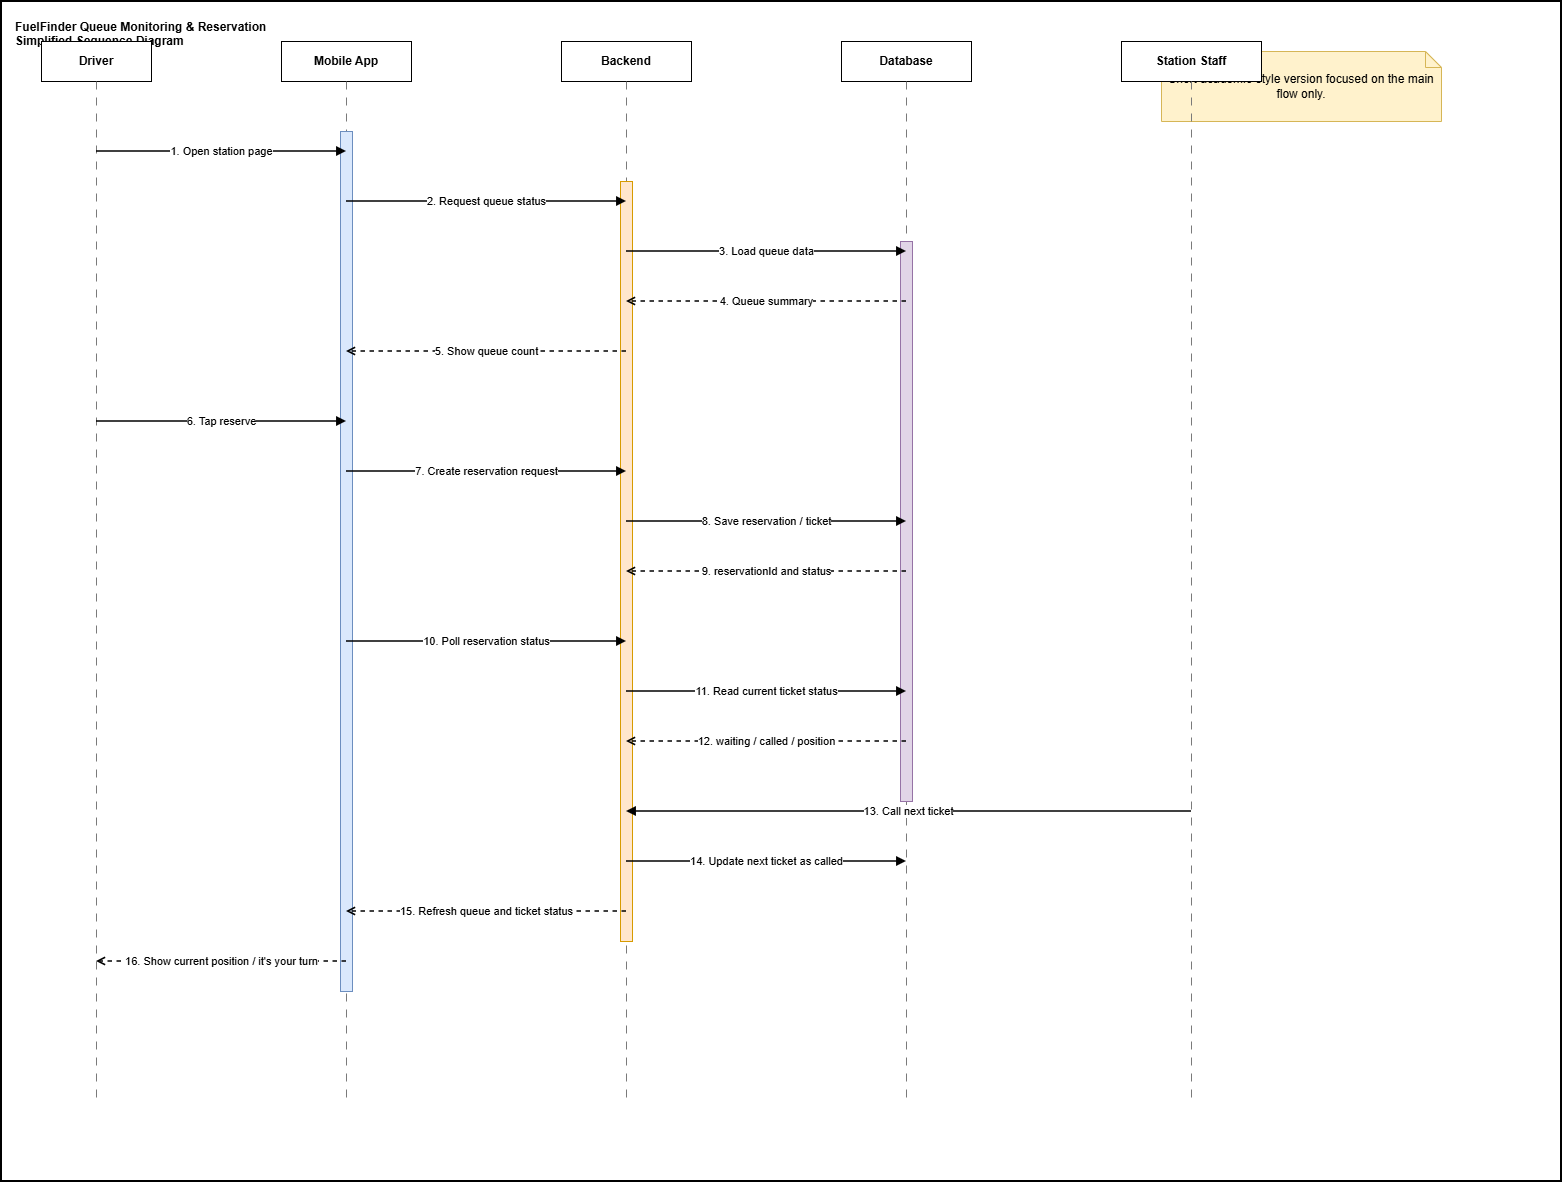 FuelFinder Queue Monitoring & Reservation
Simplified Sequence Diagram
Driver
Mobile App
Backend
Database
Station Staff
style version focused on the main
flow only.
1. Open station page
2. Request queue status
3. Load queue data
4. Queue summary
5. Show queue count
6. Tap reserve
7. Create reservation request
8. Save reservation / ticket
9. reservationId and status
10. Poll reservation status
11. Read current ticket status
12. waiting / called / position
13. Call next ticket
14. Update next ticket as called
15. Refresh queue and ticket status
16. Show current position / it's your turn